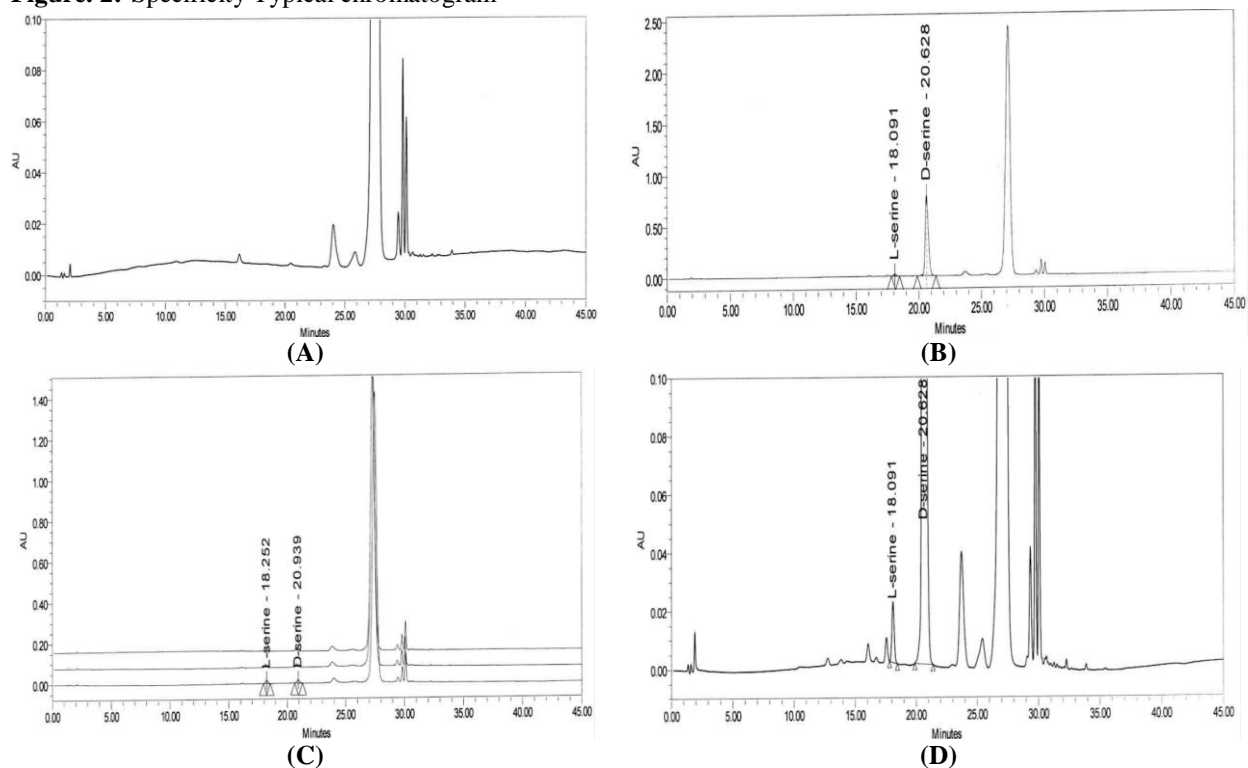 Figure. 2. Specificity Typical chromatogram
0.10
0.08
0.06
0.04
0.02
0.00
AU
0.00 5.00 10.00 15.00 20.00 25.00 30.00 35.00 40.00 45.00
Minutes
(A)
2.50
2.00
1.50
1.00
0.50
0.00
AU
L-serine - 18.091
D-serine - 20.628
0.00 5.00 10.00 15.00 20.00 25.00 30.00 35.00 40.00 45.00
Minutes
(B)
1.40
1.20
1.00
0.80
0.60
0.40
0.20
0.00
AU
L-serine - 18.252
D-serine - 20.939
0.00 5.00 10.00 15.00 20.00 25.00 30.00 35.00 40.00 45.00
Minutes
(C)
0.10
0.08
0.06
0.04
0.02
0.00
AU
L-serine - 18.091
D-serine - 20.628
0.00 5.00 10.00 15.00 20.00 25.00 30.00 35.00 40.00 45.00
Minutes
(D)